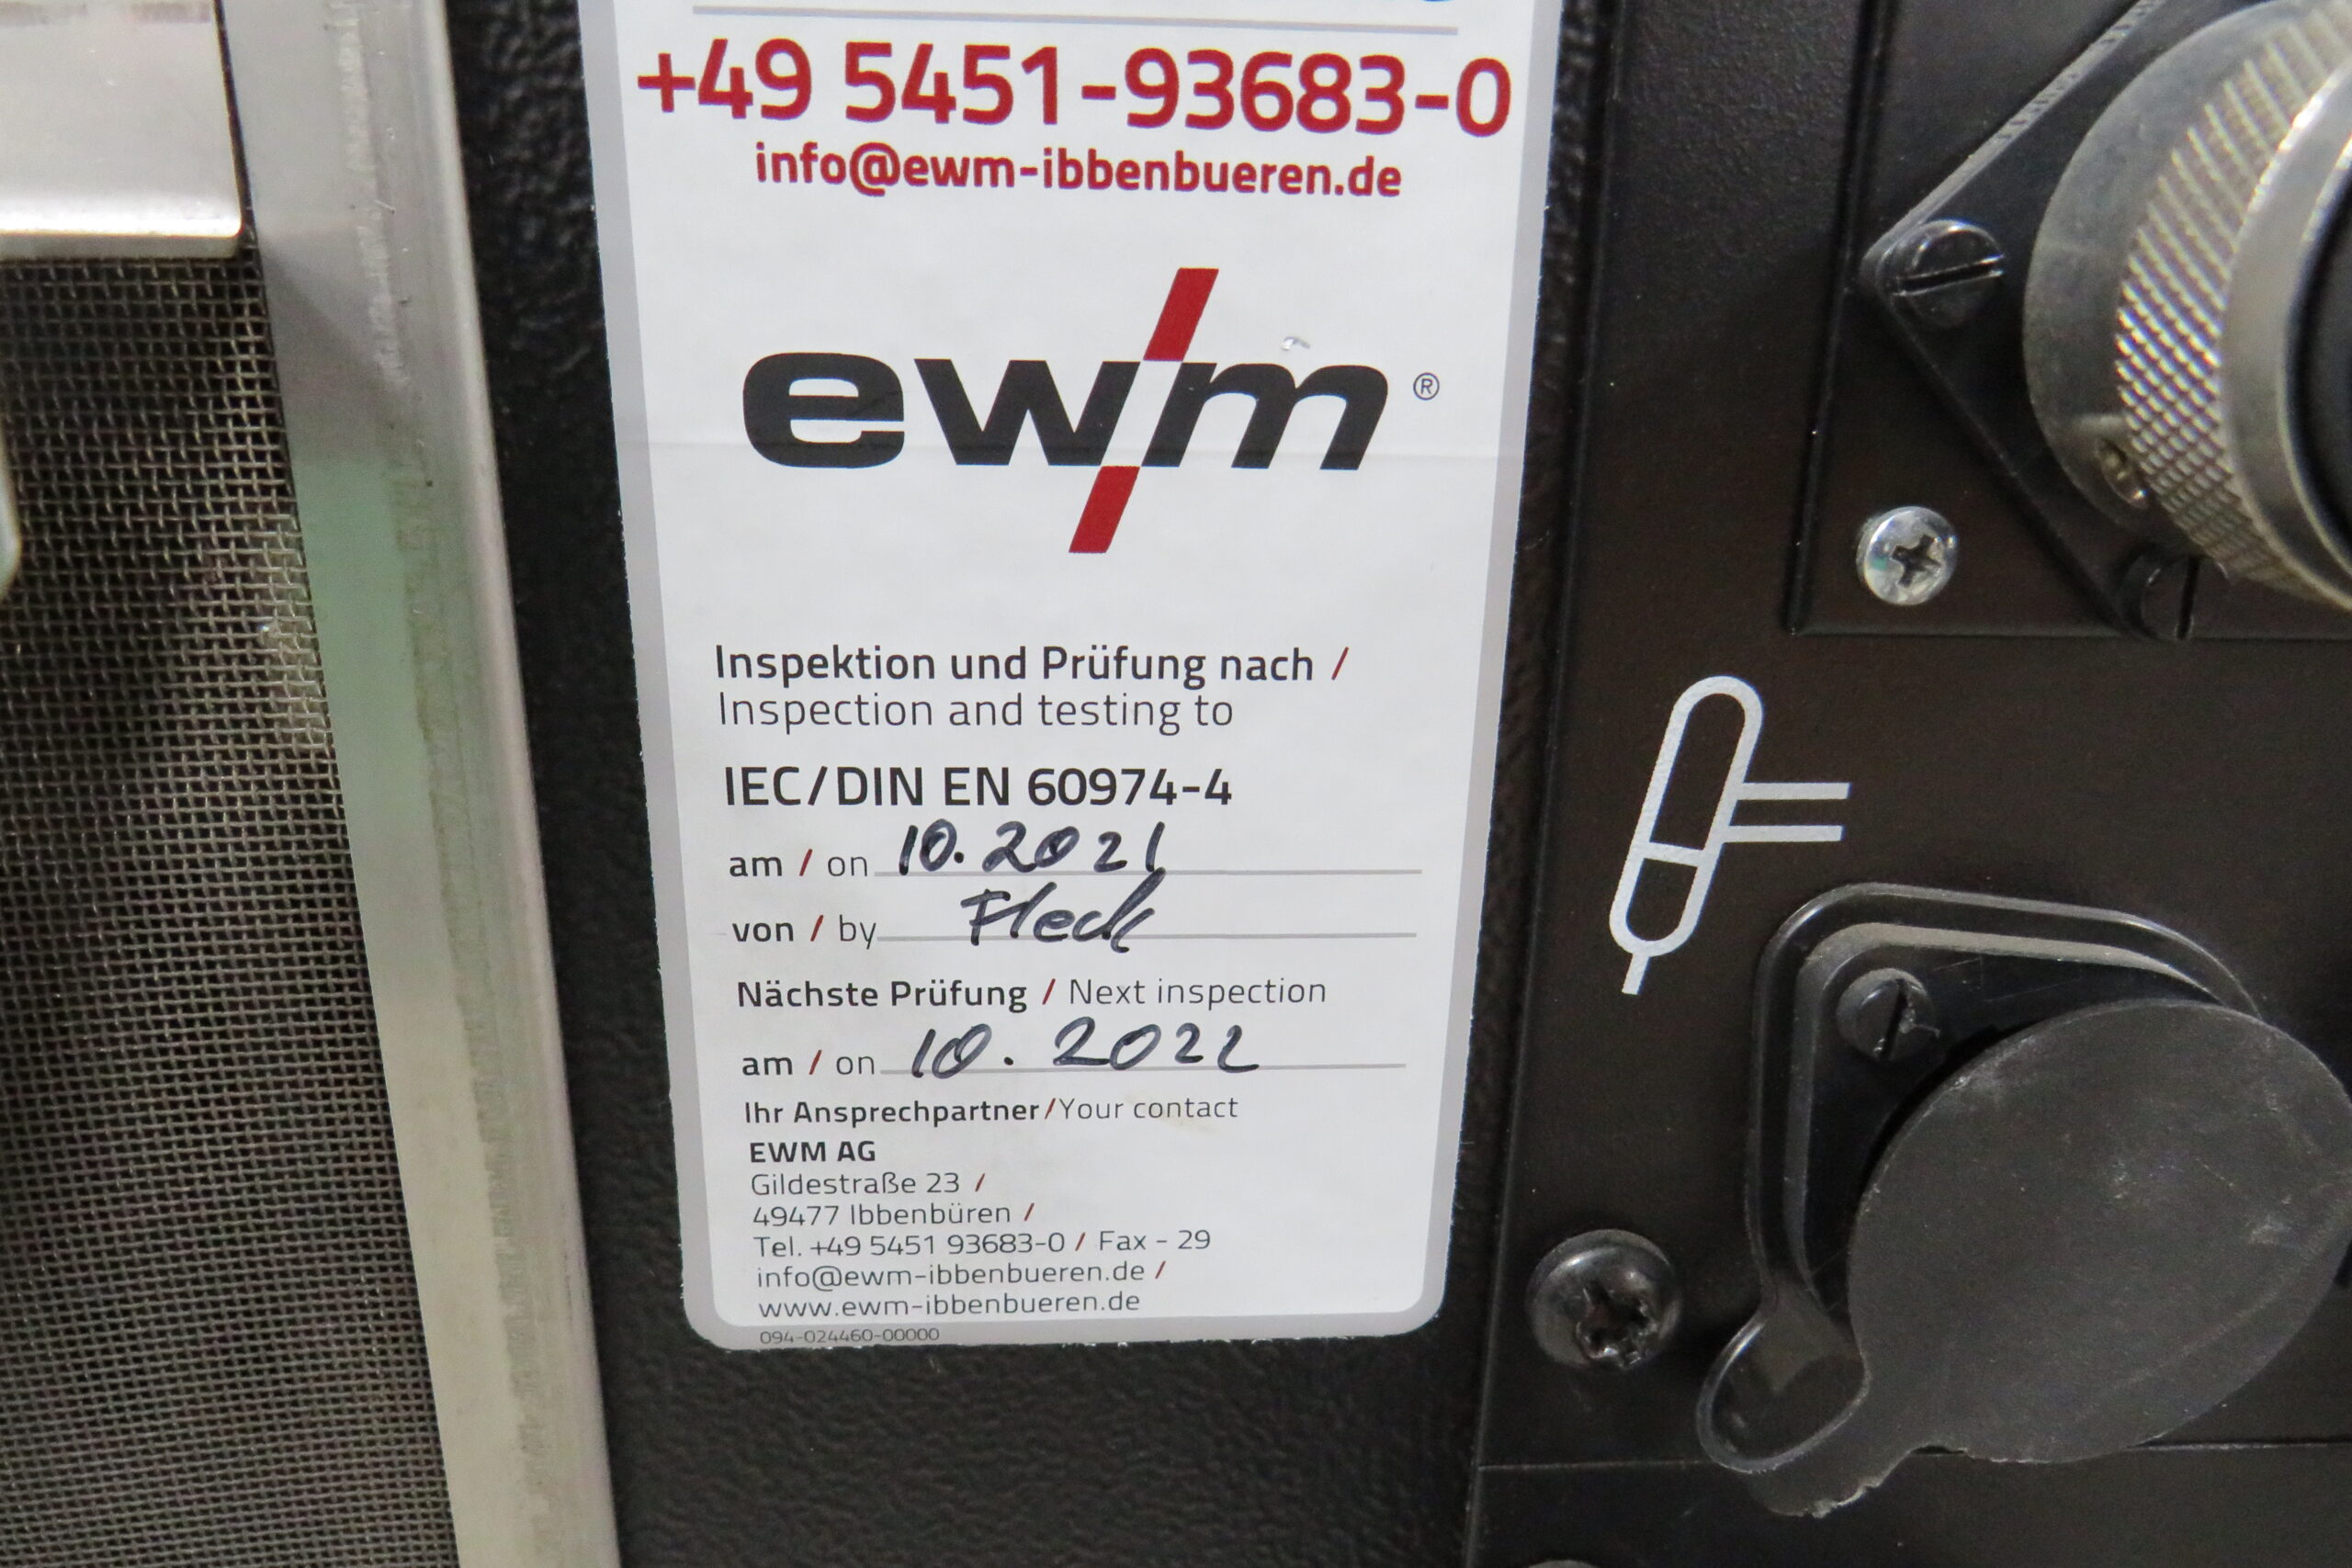 +49 5451-93683-0
info@ewm-ibbenbueren.de
ewm®
Inspektion und Prüfung nach /
Inspection and testing to
IEC/DIN EN 60974-4
am / on 10.2021
von / by Fleck
Nächste Prüfung / Next inspection
am / on 10.2022
Ihr Ansprechpartner/Your contact
EWM AG
Gildestraße 23 /
49477 Ibbenbüren /
Tel. +49 5451 93683-0 / Fax - 29
info@ewm-ibbenbueren.de /
www.ewm-ibbenbueren.de
094-024460-00000